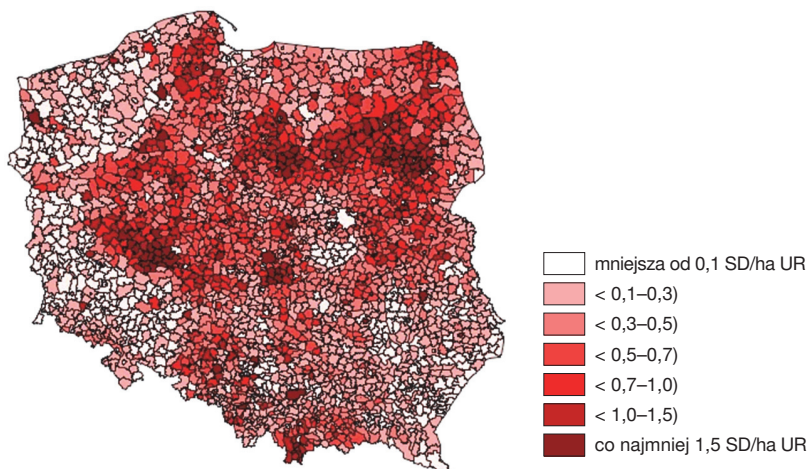 mniejsza od 0,1 SD/ha UR
< 0,1–0,3)
< 0,3–0,5)
< 0,5–0,7)
< 0,7–1,0)
< 1,0–1,5)
co najmniej 1,5 SD/ha UR